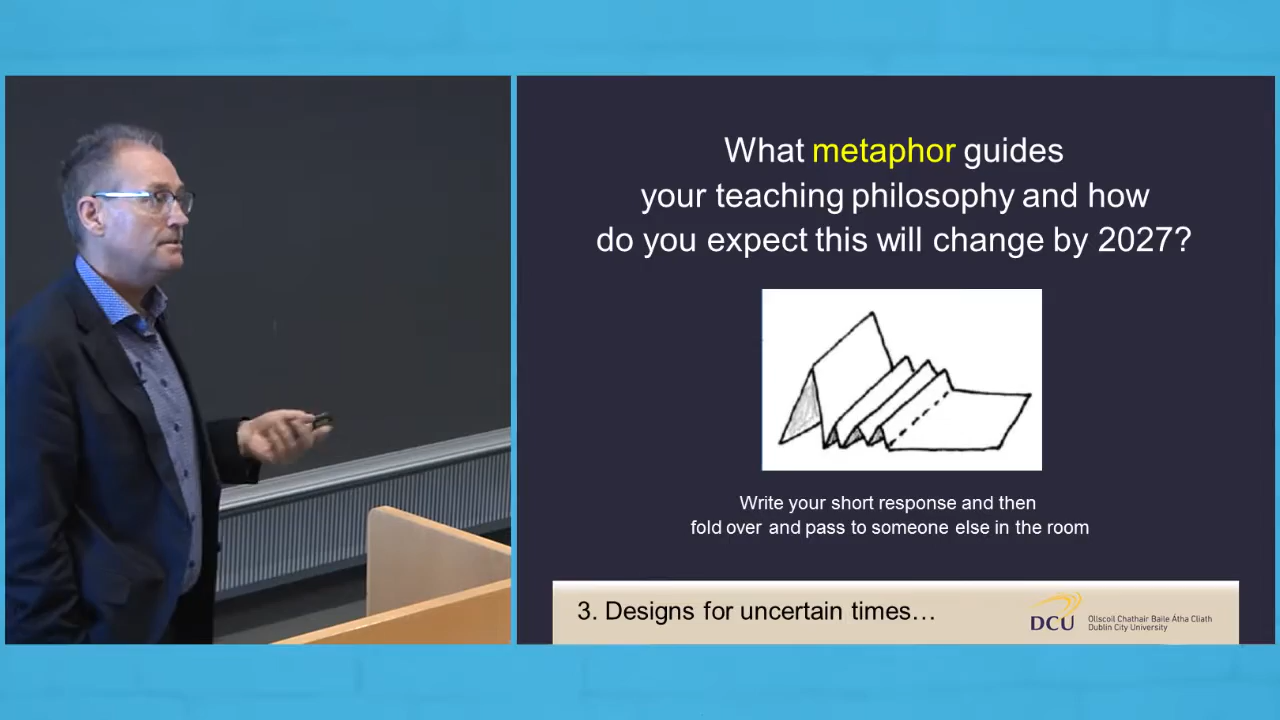 What metaphor guides
your teaching philosophy and how
do you expect this will change by 2027?
Write your short response and then
fold over and pass to someone else in the room
3. Designs for uncertain times…
DCU
Ollscoil Chathair Bhaile Átha Cliath
Dublin City University